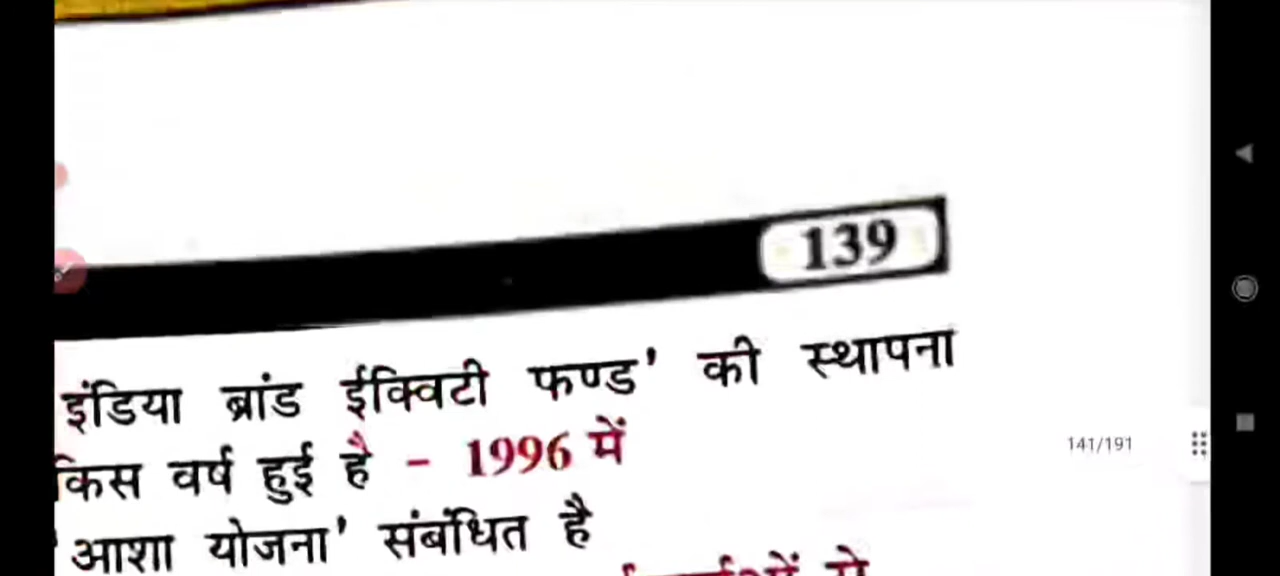 139
इंडिया ब्रांड ईक्विटी फण्ड' की स्थापना
किस वर्ष हुई है - 1996 में
141/191
'आशा योजना' संबंधित है